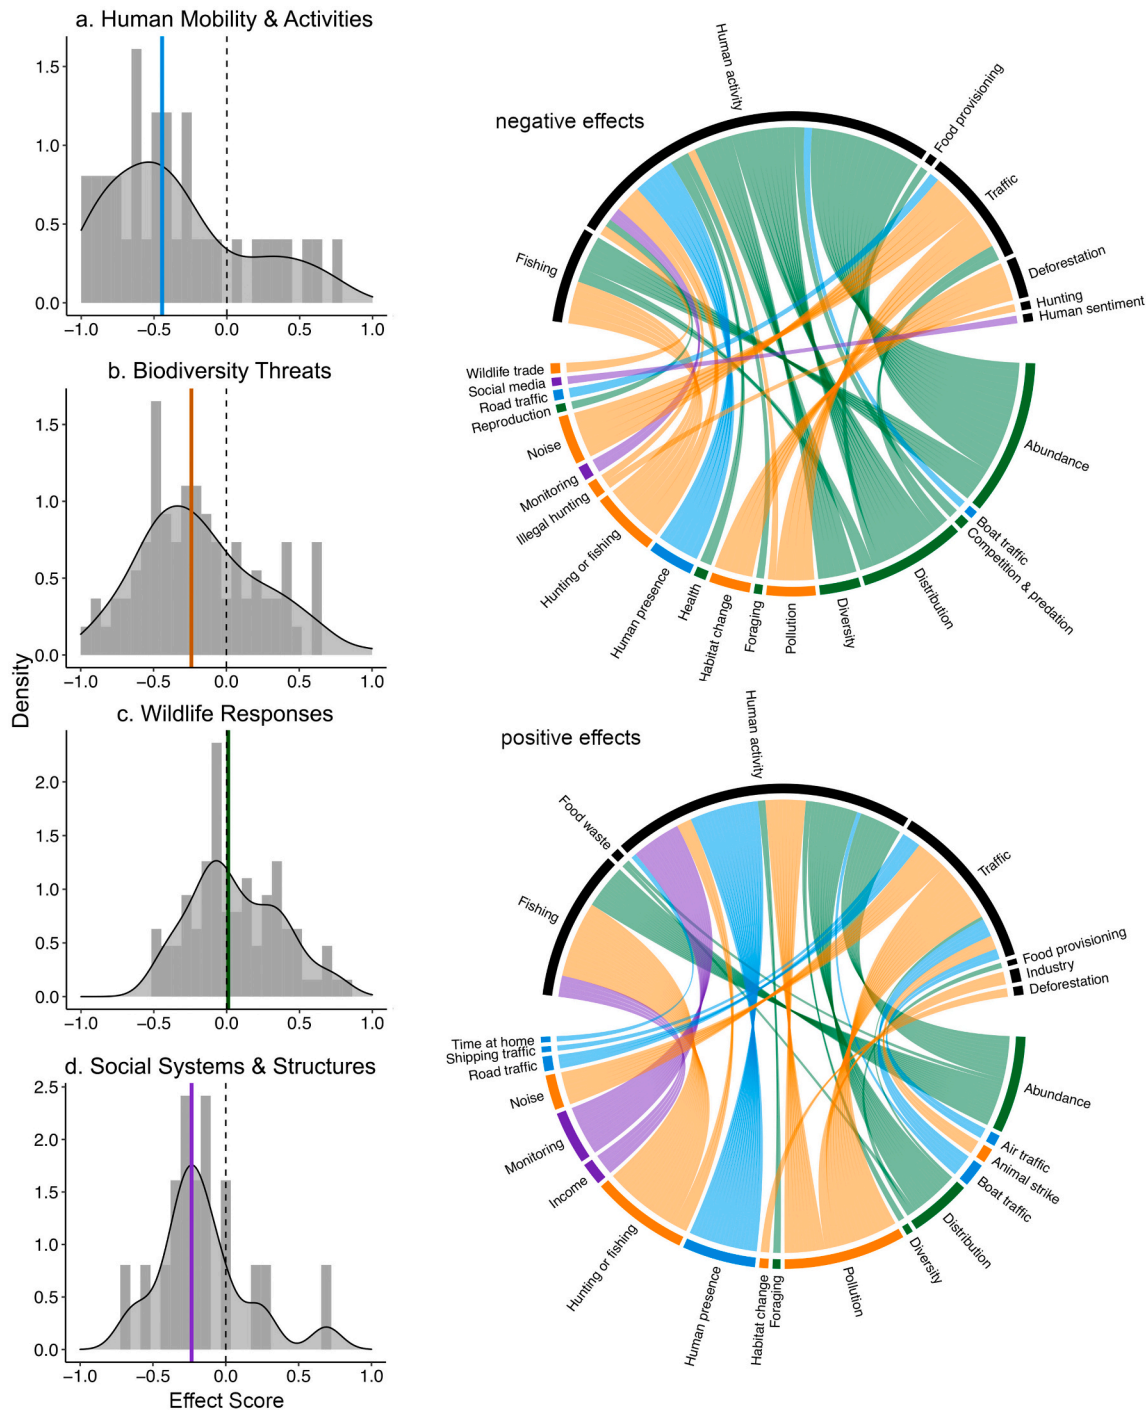 a. Human Mobility & Activities
1.5
1.0
0.5
0.0
−1.0 −0.5 0.0 0.5 1.0
b. Biodiversity Threats
1.5
1.0
0.5
0.0
−1.0 −0.5 0.0 0.5 1.0
Density
c. Wildlife Responses
2.0
1.5
1.0
0.5
0.0
−1.0 −0.5 0.0 0.5 1.0
d. Social Systems & Structures
2.5
2.0
1.5
1.0
0.5
0.0
−1.0 −0.5 0.0 0.5 1.0
Effect Score
negative effects
Fishing
Human activity
Food provisioning
Traffic
Deforestation
Hunting
Human sentiment
Abundance
Boat traffic
Competition & predation
Distribution
Diversity
Pollution
Foraging
Habitat change
Health
Human presence
Hunting or fishing
Illegal hunting
Monitoring
Noise
Reproduction
Road traffic
Social media
Wildlife trade
positive effects
Fishing
Food waste
Human activity
Traffic
Food provisioning
Industry
Deforestation
Abundance
Air traffic
Animal strike
Boat traffic
Distribution
Diversity
Pollution
Foraging
Habitat change
Human presence
Hunting or fishing
Income
Monitoring
Noise
Road traffic
Shipping traffic
Time at home